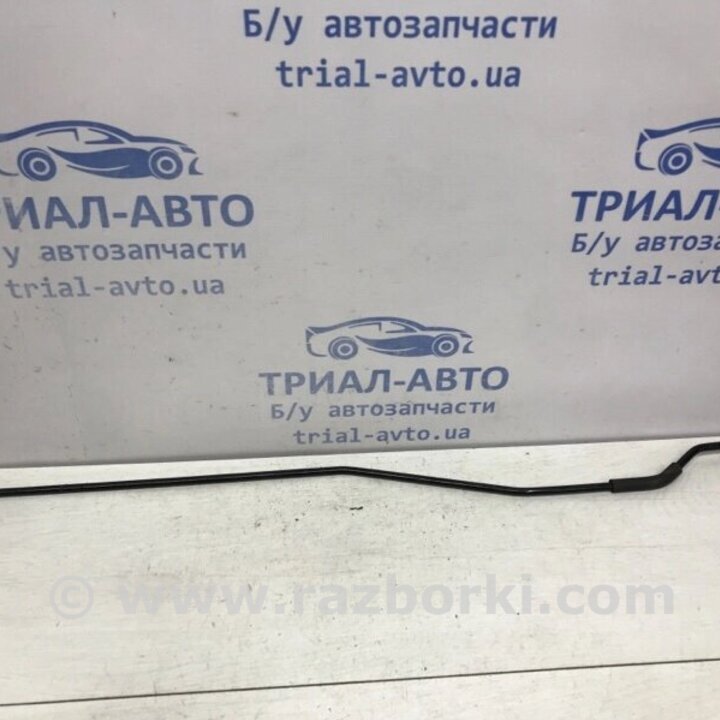 Б/у автозапчасти
trial-avto.ua
РИАЛ-АВТО
у автозапчасти
trial-avto.ua
ТРИАЛ-
Б/у автоза
trial-avt
ТРИАЛ-АВТО
Б/у автозапчасти
trial-avto.ua
© www.razborki.com